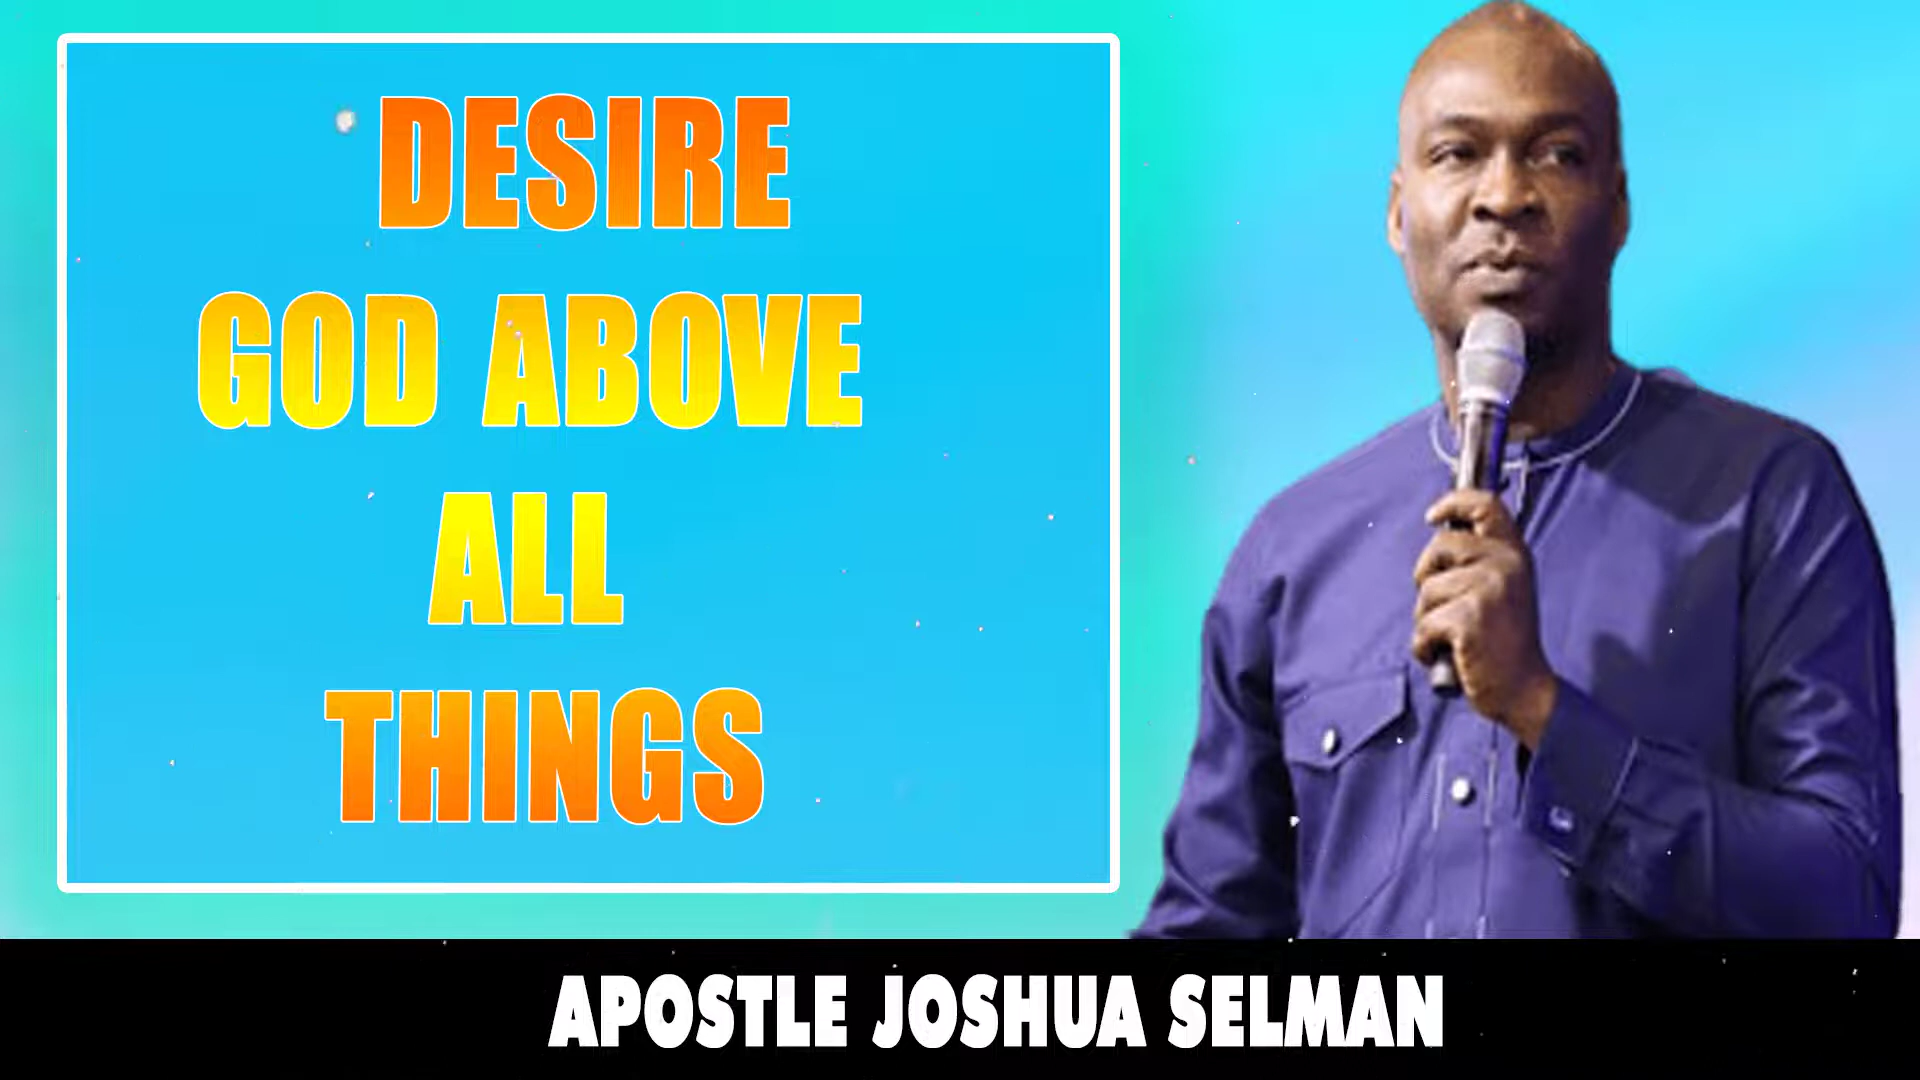 DESIRE
GOD ABOVE
ALL
THINGS
APOSTLE JOSHUA SELMAN